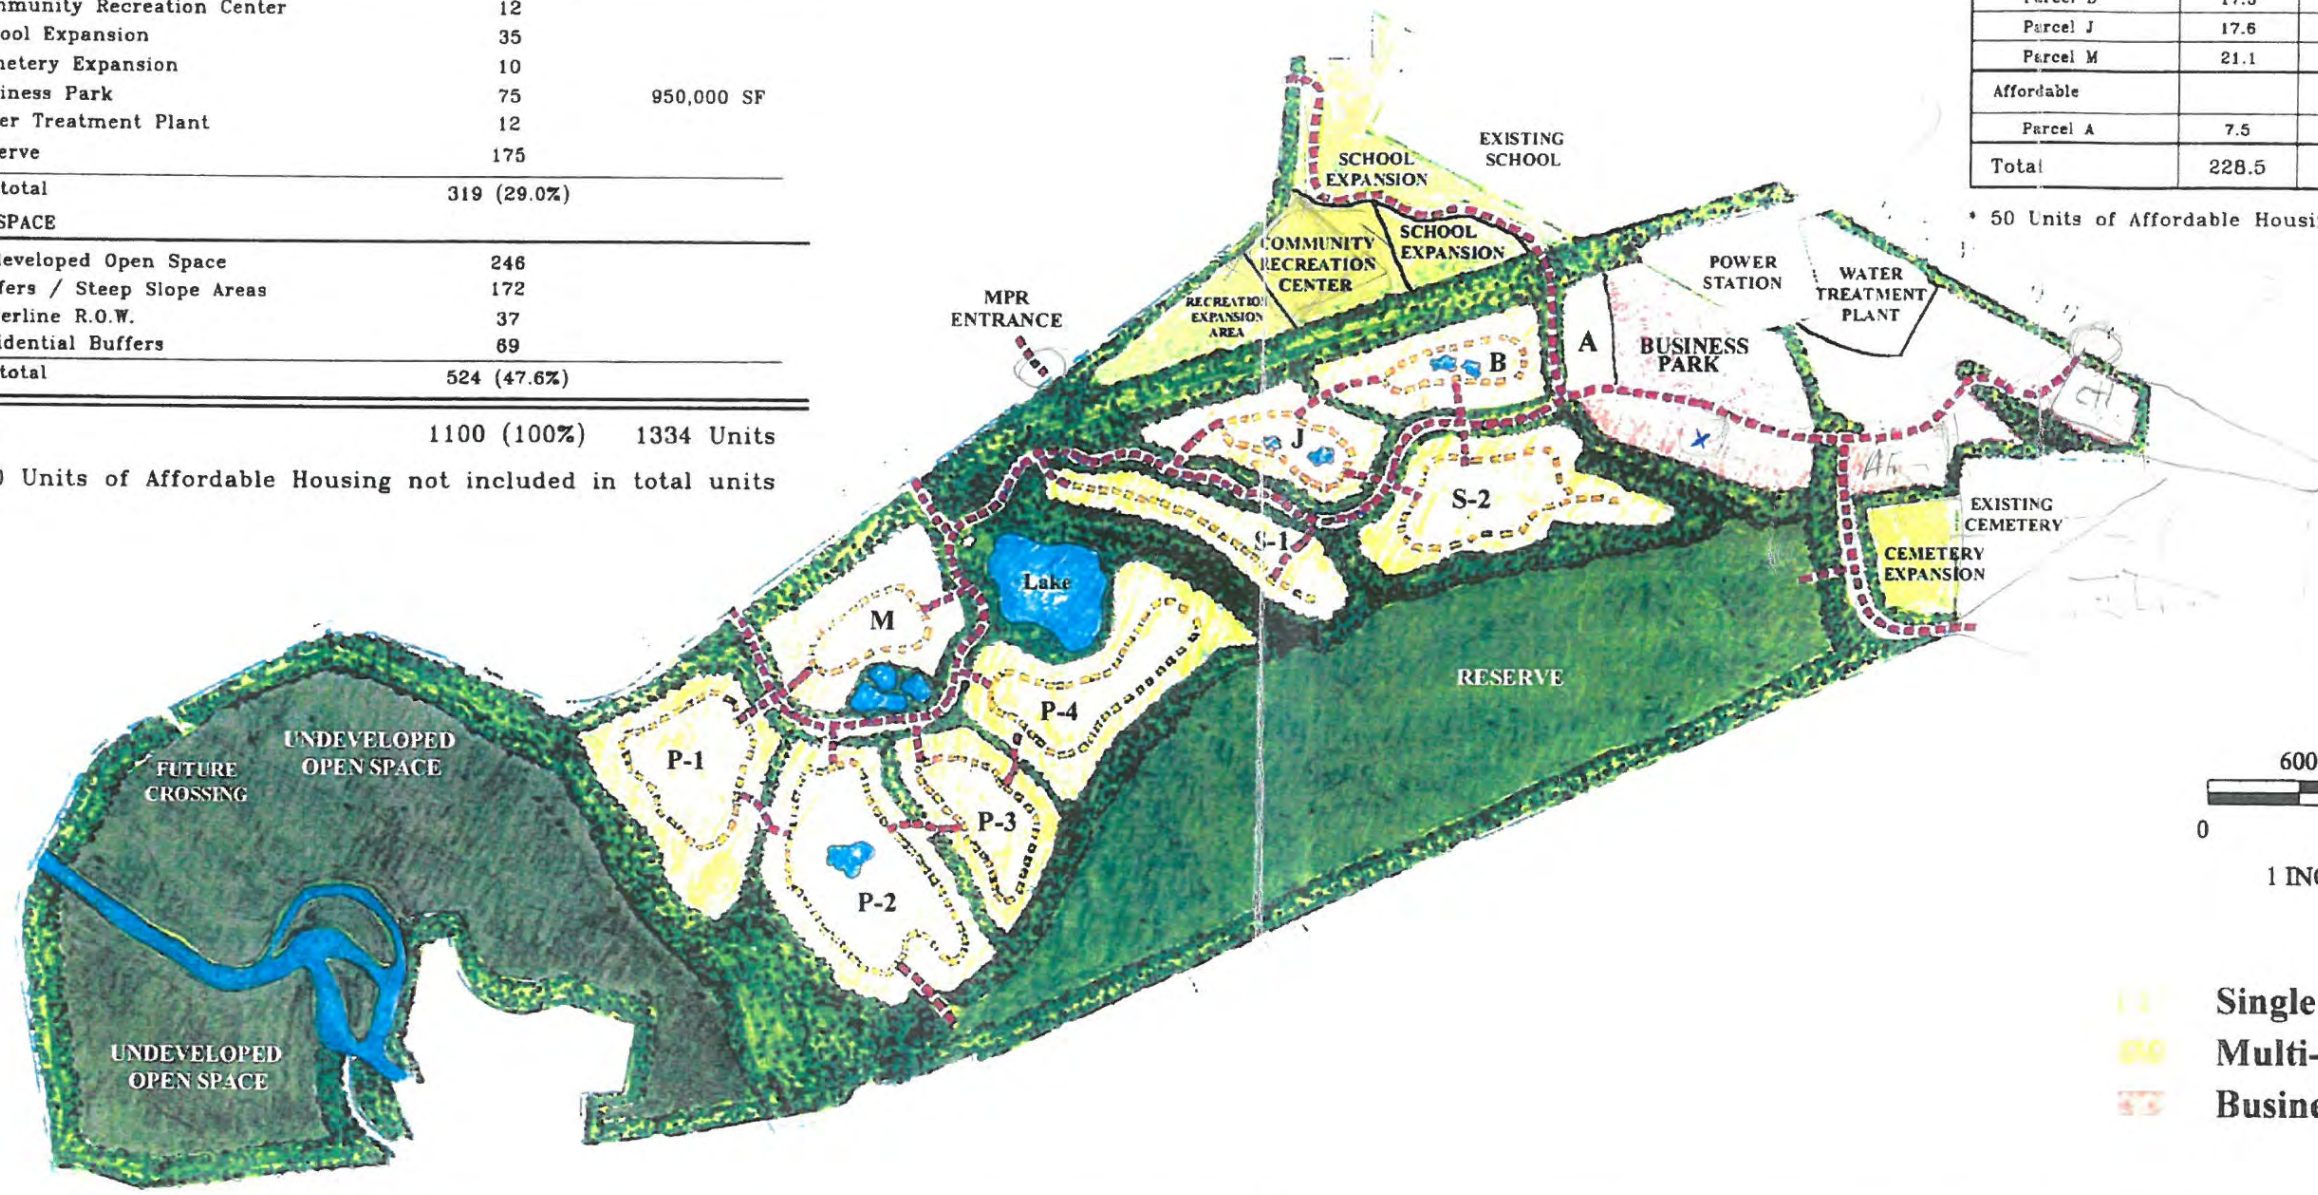 mmunity Recreation Center 12
ool Expansion 35
netery Expansion 10
iness Park 75 950,000 SF
er Treatment Plant 12
erve 175
total 319 (29.0%)
SPACE
eveloped Open Space 246
fers / Steep Slope Areas 172
erline R.O.W. 37
idential Buffers 69
total 524 (47.6%)
1100 (100%) 1334 Units
0 Units of Affordable Housing not included in total units
Parcel J 17.6
Parcel M 21.1
Affordable
Parcel A 7.5
Total 228.5
* 50 Units of Affordable Housi
EXISTING
SCHOOL
SCHOOL
EXPANSION
COMMUNITY
RECREATION
CENTER
SCHOOL
EXPANSION
RECREATION
EXPANSION
AREA
MPR
ENTRANCE
POWER
STATION
WATER
TREATMENT
PLANT
A
BUSINESS
PARK
B
J
S-2
S-1
EXISTING
CEMETERY
CEMETERY
EXPANSION
Lake
M
RESERVE
P-4
P-1
P-3
P-2
UNDEVELOPED
OPEN SPACE
FUTURE
CROSSING
UNDEVELOPED
OPEN SPACE
600
0
1 IN
Single
Multi-
Busine